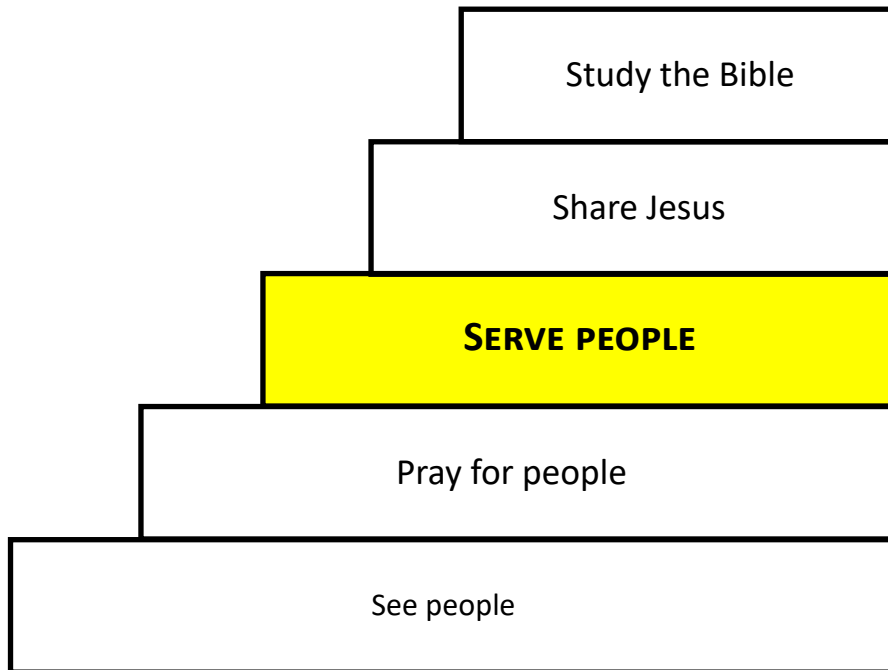 Study the Bible
Share Jesus
SERVE PEOPLE
Pray for people
See people